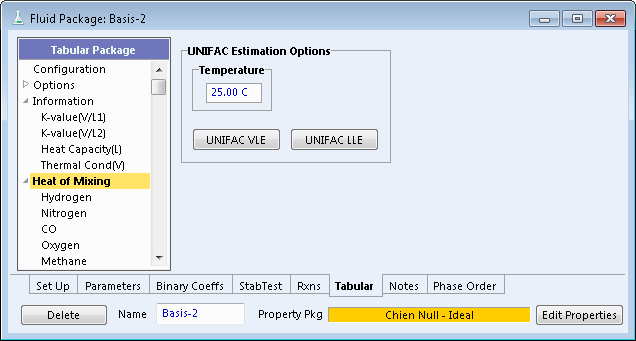 Fluid Package: Basis-2
Tabular Package
Configuration
Options
Information
K-value(V/L1)
K-value(V/L2)
Heat Capacity(L)
Thermal Cond(V)
Heat of Mixing
Hydrogen
Nitrogen
CO
Oxygen
Methane
UNIFAC Estimation Options
Temperature
25.00 C
UNIFAC VLE UNIFAC LLE
Set Up Parameters Binary Coeffs StabTest Rxns Tabular Notes Phase Order
Delete Name Basis-2 Property Pkg Chien Null - Ideal Edit Properties